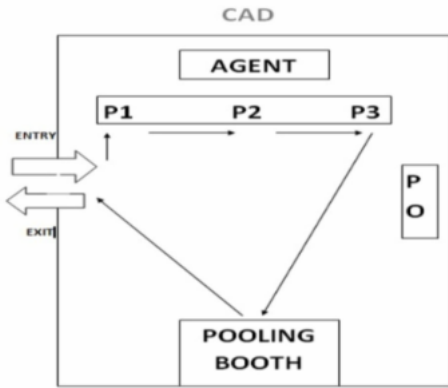 CAD
AGENT
P1 P2 P3
ENTRY
P
O
EXIT
POOLING
BOOTH